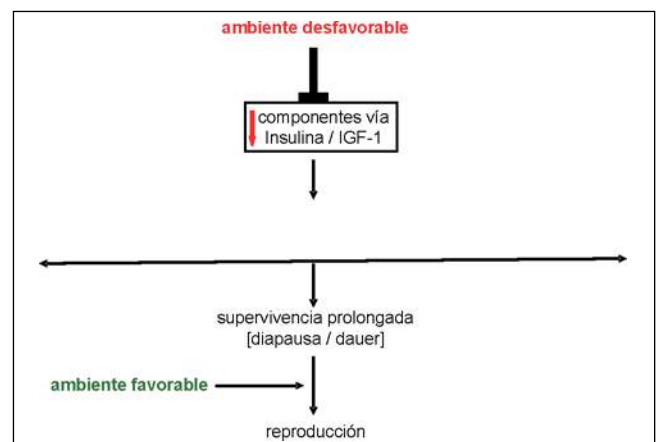 ambiente desfavorable
componentes vía
Insulina / IGF-1
supervivencia prolongada
[diapausa / dauer]
ambiente favorable
reproducción